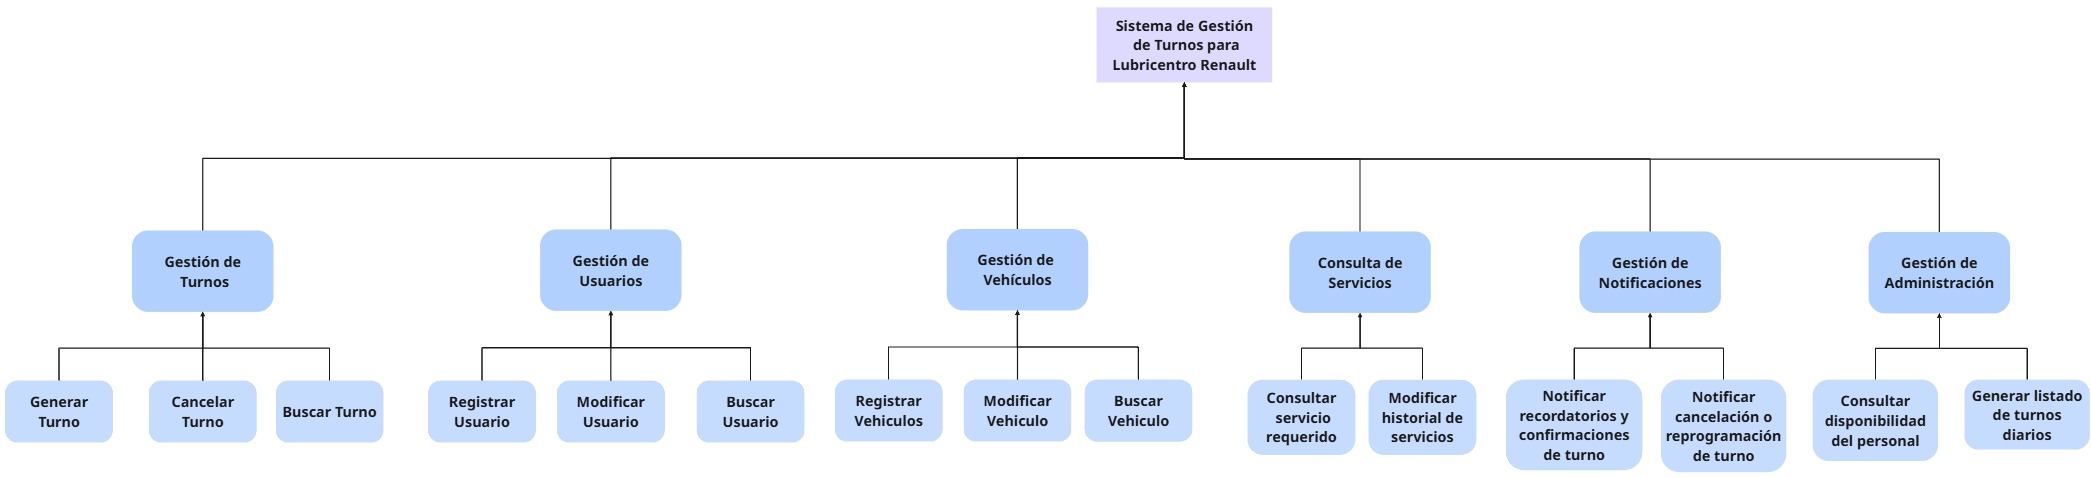 Sistema de Gestión
de Turnos para
Lubricentro Renault
Gestión de
Turnos
Gestión de
Usuarios
Gestión de
Vehículos
Consulta de
Servicios
Gestión de
Notificaciones
Gestión de
Administración
Generar
Turno
Cancelar
Turno
Buscar Turno
Registrar
Usuario
Modificar
Usuario
Buscar
Usuario
Registrar
Vehiculos
Modificar
Vehiculo
Buscar
Vehiculo
Consultar
servicio
requerido
Modificar
historial de
servicios
Notificar
recordatorios y
confirmaciones
de turno
Notificar
cancelación o
reprogramación
de turno
Consultar
disponibilidad
del personal
Generar listado
de turnos
diarios